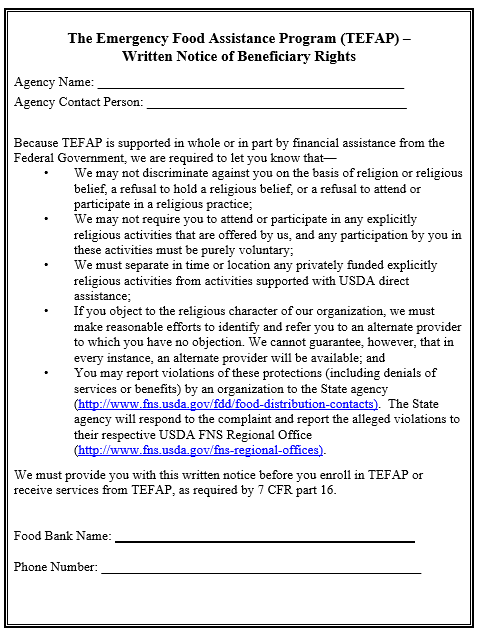 The Emergency Food Assistance Program (TEFAP) –
Written Notice of Beneficiary Rights
Agency Name: ____________________
Agency Contact Person: ____________________
Because TEFAP is supported in whole or in part by financial assistance from the
Federal Government, we are required to let you know that—
• We may not discriminate against you on the basis of religion or religious
belief, a refusal to hold a religious belief, or a refusal to attend or
participate in a religious practice;
• We may not require you to attend or participate in any explicitly
religious activities that are offered by us, and any participation by you in
these activities must be purely voluntary;
• We must separate in time or location any privately funded explicitly
religious activities from activities supported with USDA direct
assistance;
• If you object to the religious character of our organization, we must
make reasonable efforts to identify and refer you to an alternate provider
to which you have no objection. We cannot guarantee, however, that in
every instance, an alternate provider will be available; and
• You may report violations of these protections (including denials of
services or benefits) by an organization to the State agency
(http://www.fns.usda.gov/fdd/food-distribution-contacts). The State
agency will respond to the complaint and report the alleged violations to
their respective USDA FNS Regional Office
(http://www.fns.usda.gov/fns-regional-offices).
We must provide you with this written notice before you enroll in TEFAP or
receive services from TEFAP, as required by 7 CFR part 16.
Food Bank Name: ____________________
Phone Number: ____________________